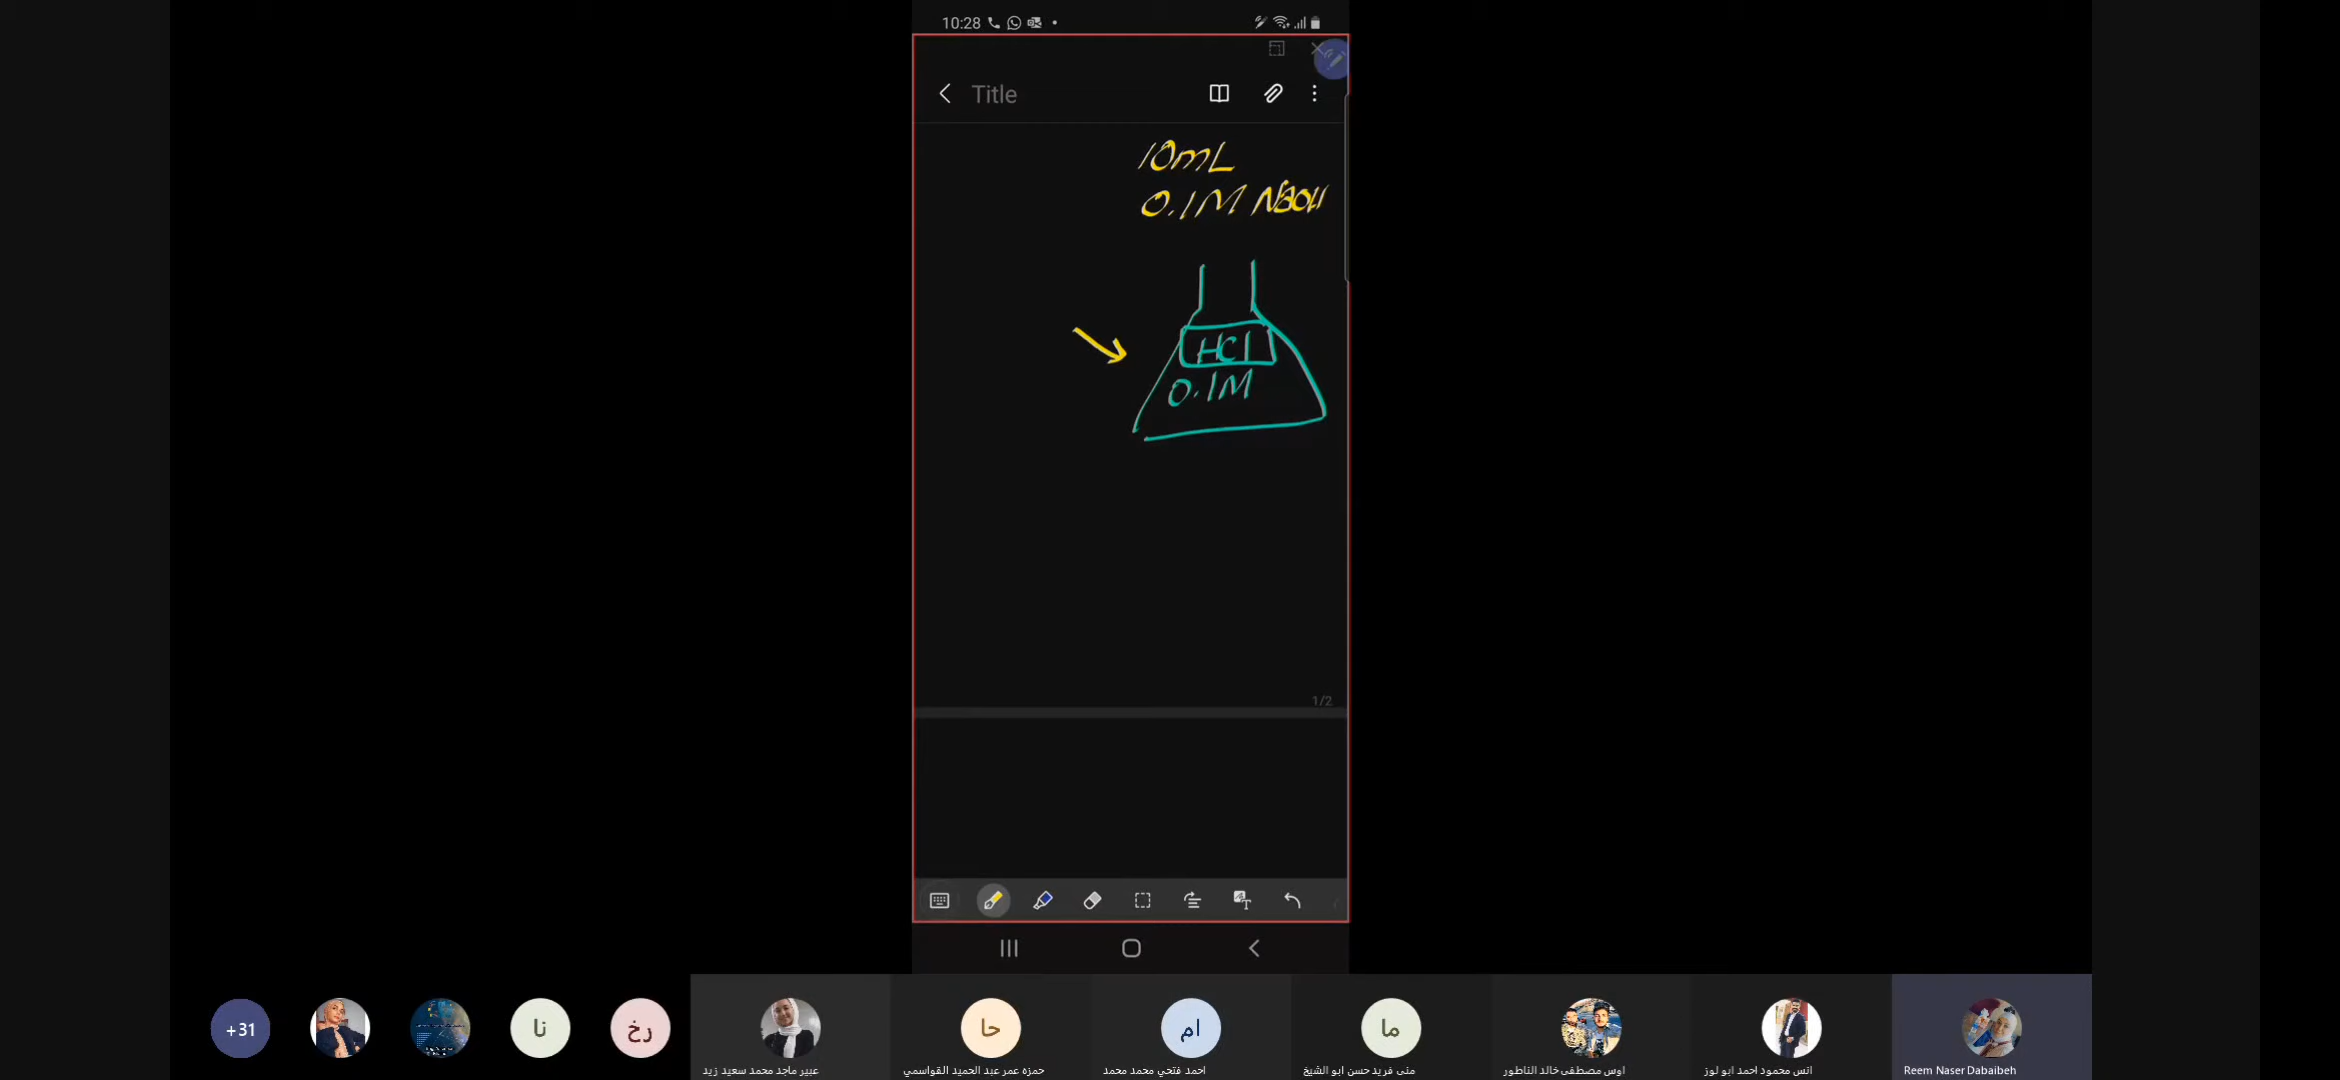 10:28
Title
10mL
0.1M NaOH
HCl
0.1M
1/2
+31
نا
رخ
حا
ام
ما
عبير ماجد محمد سعيد زيد
حمزه عمر عبد الحميد القواسمي
احمد فتحي محمد محمد
منى فريد حسن ابو الشيخ
اوس مصطفى خالد الناطور
انس محمود احمد ابو لوز
Reem Naser Dabaibeh